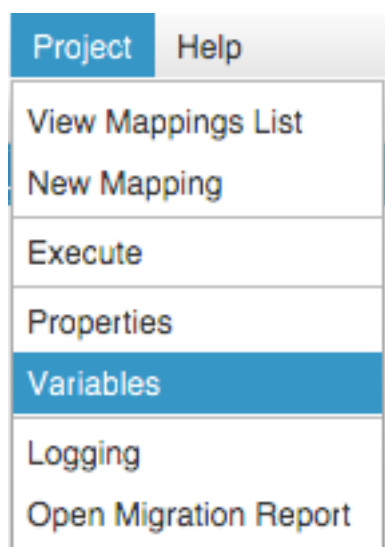 Project Help
View Mappings List
New Mapping
Execute
Properties
Variables
Logging
Open Migration Report